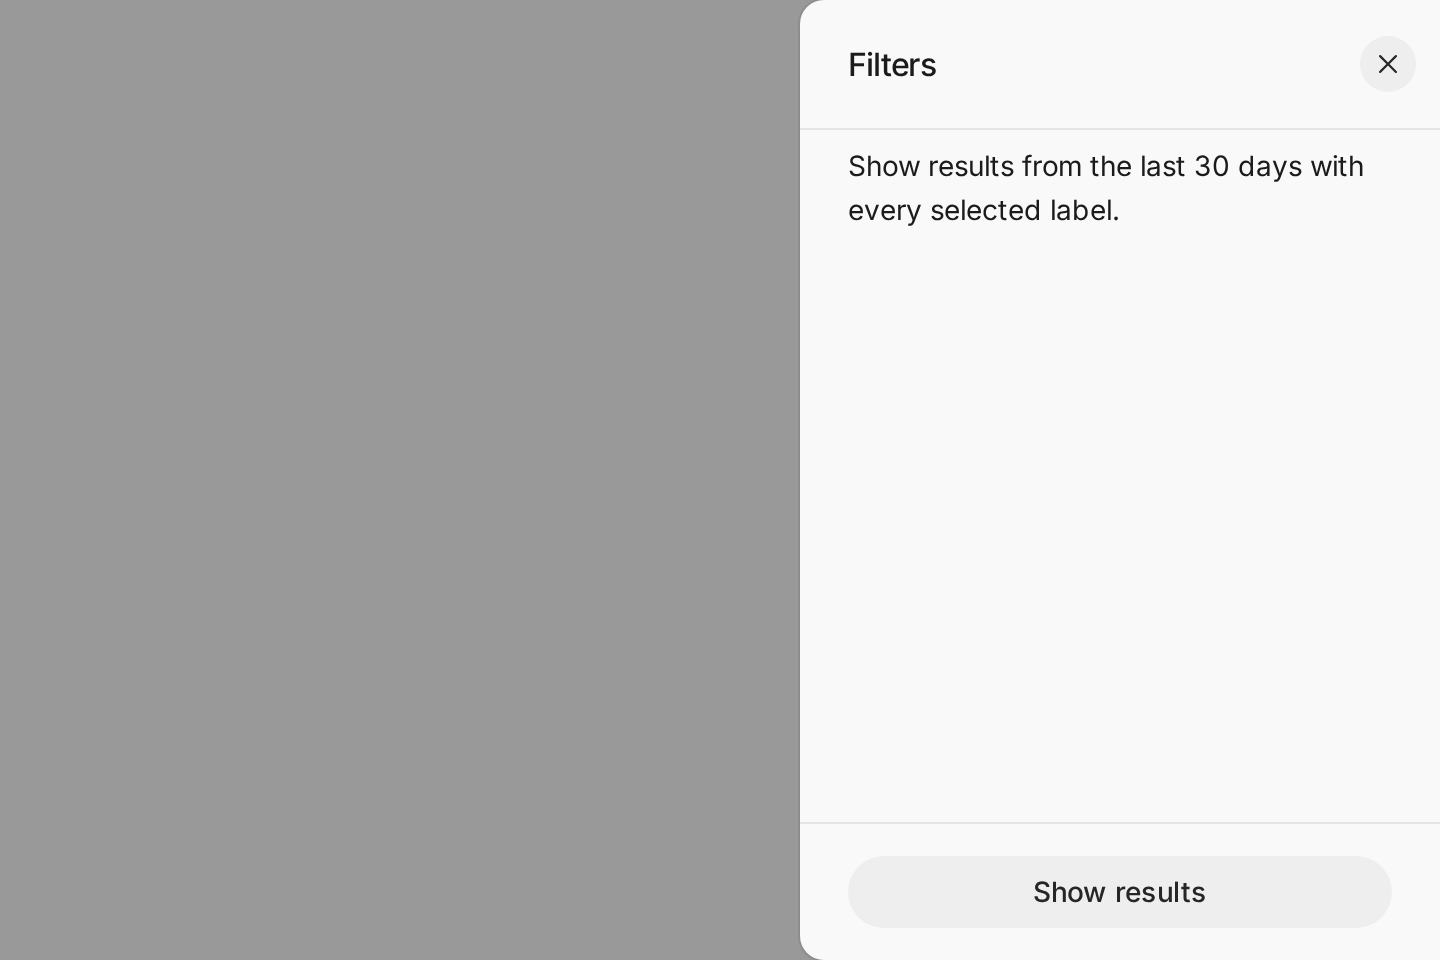 Filters
Show results from the last 30 days with
every selected label.
Show results